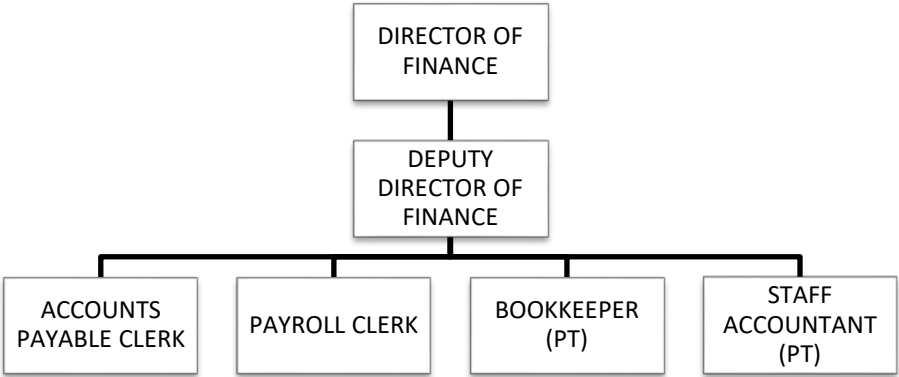 DIRECTOR OF
FINANCE
DEPUTY
DIRECTOR OF
FINANCE
ACCOUNTS
PAYABLE CLERK
PAYROLL CLERK
BOOKKEEPER
(PT)
STAFF
ACCOUNTANT
(PT)